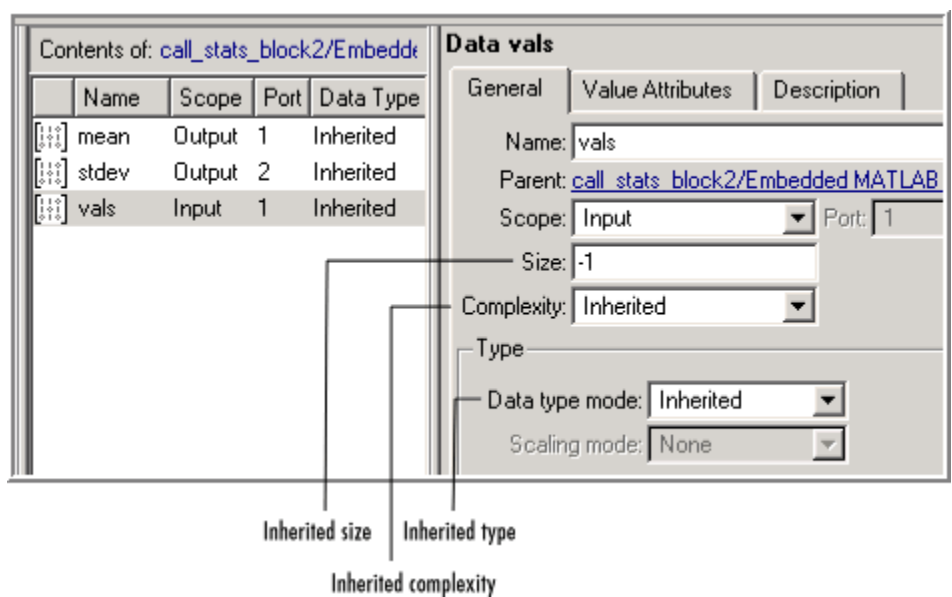 Contents of: call_stats_block2/Embedde
Name Scope Port Data Type
mean Output 1 Inherited
stdev Output 2 Inherited
vals Input 1 Inherited
Data vals
General Value Attributes Description
Name: vals
Parent: call_stats_block2/Embedded MATLAB
Scope: Input Port: 1
Size: -1
Complexity: Inherited
Type
Data type mode: Inherited
Scaling mode: None
Inherited size Inherited type
Inherited complexity